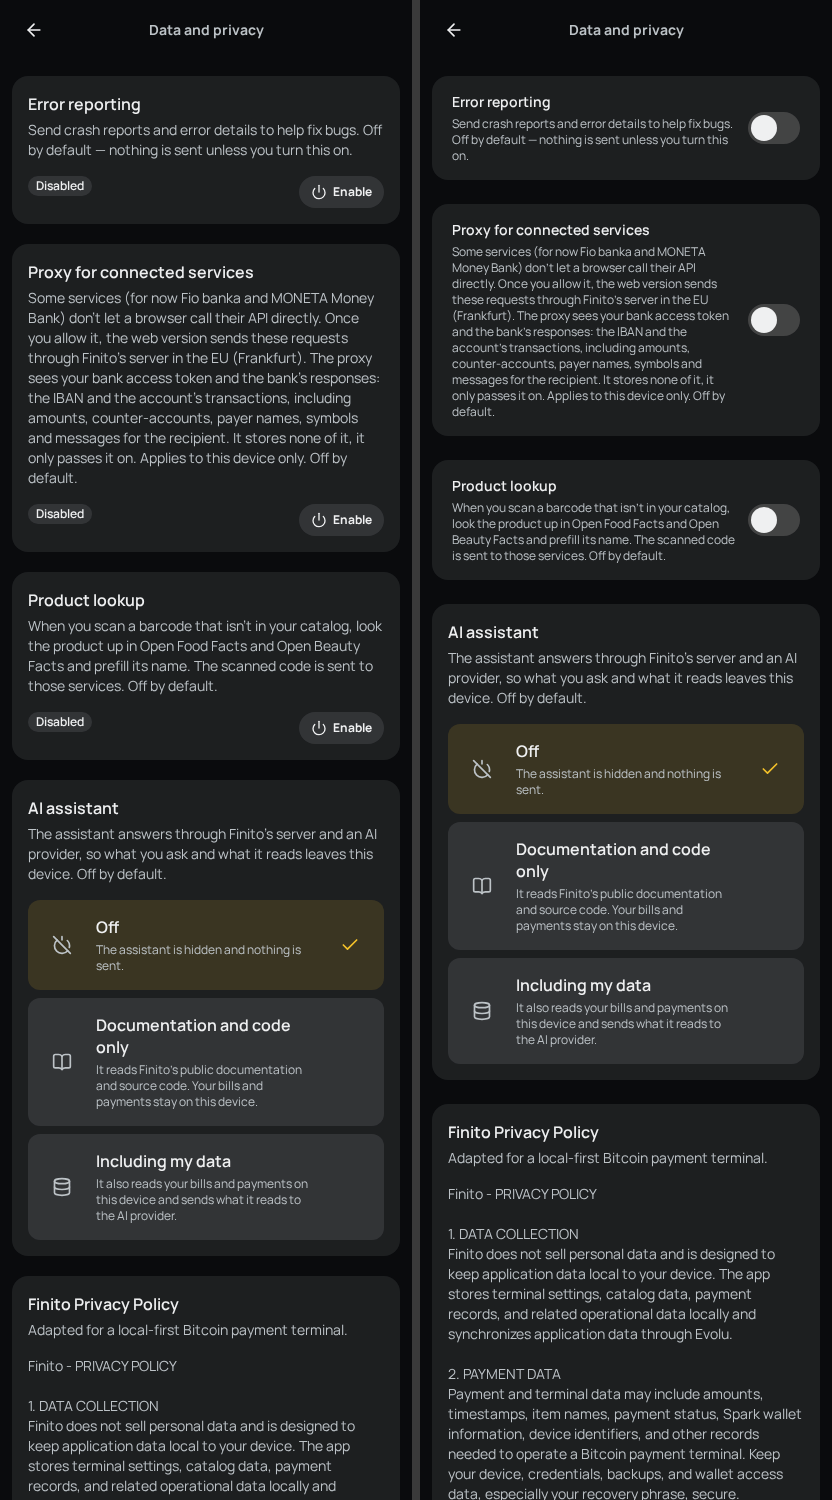 Data and privacy
Error reporting
Send crash reports and error details to help fix bugs. Off
by default — nothing is sent unless you turn this on.
Disabled
Enable
Proxy for connected services
Some services (for now Fio banka and MONETA Money
Bank) don't let a browser call their API directly. Once
you allow it, the web version sends these requests
through Finito's server in the EU (Frankfurt). The proxy
sees your bank access token and the bank's responses:
the IBAN and the account's transactions, including
amounts, counter-accounts, payer names, symbols
and messages for the recipient. It stores none of it, it
only passes it on. Applies to this device only. Off by
default.
Disabled
Enable
Product lookup
When you scan a barcode that isn't in your catalog, look
the product up in Open Food Facts and Open Beauty
Facts and prefill its name. The scanned code is sent to
those services. Off by default.
Disabled
Enable
AI assistant
The assistant answers through Finito's server and an AI
provider, so what you ask and what it reads leaves this
device. Off by default.
Off
The assistant is hidden and nothing is
sent.
Documentation and code
only
It reads Finito's public documentation
and source code. Your bills and
payments stay on this device.
Including my data
It also reads your bills and payments on
this device and sends what it reads to
the AI provider.
Finito Privacy Policy
Adapted for a local-first Bitcoin payment terminal.
Finito - PRIVACY POLICY
1. DATA COLLECTION
Finito does not sell personal data and is designed to
keep application data local to your device. The app
stores terminal settings, catalog data, payment
records, and related operational data locally and
Data and privacy
Error reporting
Send crash reports and error details to help fix bugs.
Off by default — nothing is sent unless you turn this
on.
Proxy for connected services
Some services (for now Fio banka and MONETA
Money Bank) don't let a browser call their API
directly. Once you allow it, the web version sends
these requests through Finito's server in the EU
(Frankfurt). The proxy sees your bank access token
and the bank's responses: the IBAN and the
account's transactions, including amounts,
counter-accounts, payer names, symbols and
messages for the recipient. It stores none of it, it
only passes it on. Applies to this device only. Off by
default.
Product lookup
When you scan a barcode that isn't in your catalog,
look the product up in Open Food Facts and Open
Beauty Facts and prefill its name. The scanned code
is sent to those services. Off by default.
AI assistant
The assistant answers through Finito's server and an AI
provider, so what you ask and what it reads leaves this
device. Off by default.
Off
The assistant is hidden and nothing is
sent.
Documentation and code
only
It reads Finito's public documentation
and source code. Your bills and
payments stay on this device.
Including my data
It also reads your bills and payments on
this device and sends what it reads to
the AI provider.
Finito Privacy Policy
Adapted for a local-first Bitcoin payment terminal.
Finito - PRIVACY POLICY
1. DATA COLLECTION
Finito does not sell personal data and is designed to
keep application data local to your device. The app
stores terminal settings, catalog data, payment
records, and related operational data locally and
synchronizes application data through Evolu.
2. PAYMENT DATA
Payment and terminal data may include amounts,
timestamps, item names, payment status, Spark wallet
information, device identifiers, and other records
needed to operate a Bitcoin payment terminal. Keep
your device, credentials, backups, and wallet access
data, especially your recovery phrase, secure.